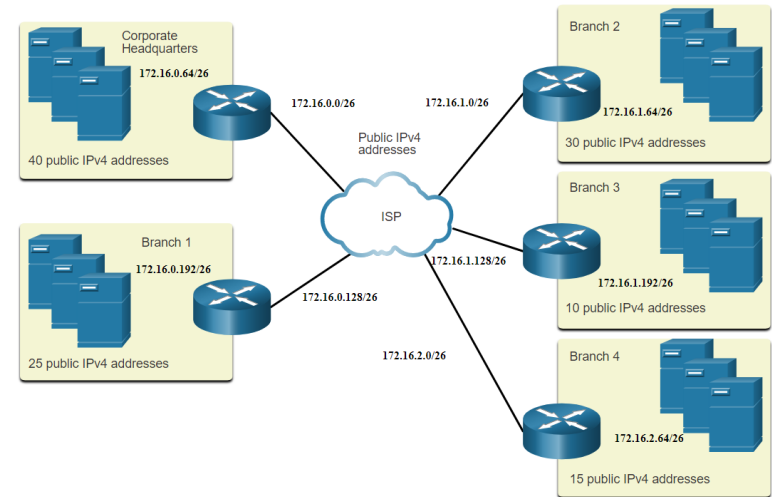 Corporate
Headquarters
172.16.0.64/26
40 public IPv4 addresses
172.16.0.0/26
Branch 1
172.16.0.192/26
25 public IPv4 addresses
172.16.0.128/26
Public IPv4
addresses
ISP
172.16.1.0/26
Branch 2
172.16.1.64/26
30 public IPv4 addresses
172.16.1.128/26
Branch 3
172.16.1.192/26
10 public IPv4 addresses
172.16.2.0/26
Branch 4
172.16.2.64/26
15 public IPv4 addresses